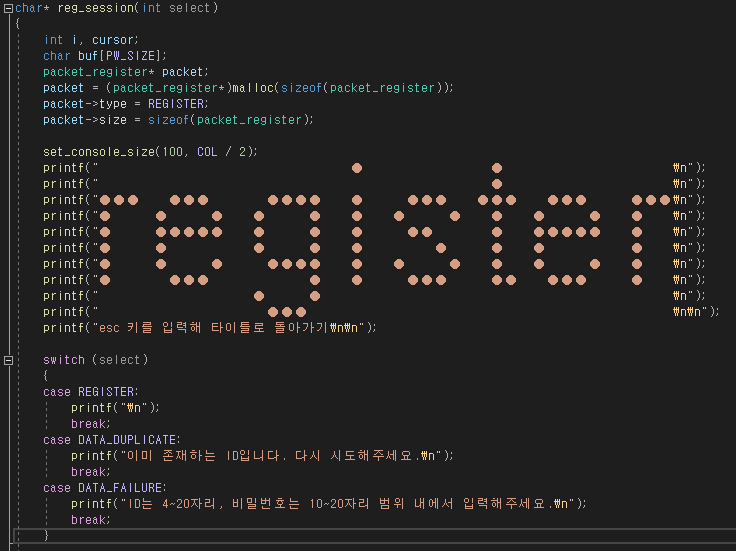 char* reg_session(int select)
{
int i, cursor;
char buf[PW_SIZE];
packet_register* packet;
packet = (packet_register*)malloc(sizeof(packet_register));
packet->type = REGISTER;
packet->size = sizeof(packet_register);
set_console_size(100, COL / 2);
printf("                                    ●                  ●                        ₩n");
printf("                                                        ●                        ₩n");
printf("●●●    ●●●        ●●●●    ●      ●●●    ●●●    ●●●      ●●●₩n");
printf("●      ●      ●    ●      ●    ●    ●      ●    ●    ●      ●    ●    ₩n");
printf("●      ●●●●●    ●      ●    ●      ●●        ●    ●●●●●    ●    ₩n");
printf("●      ●            ●      ●    ●          ●      ●    ●            ●    ₩n");
printf("●      ●      ●      ●●●●    ●    ●      ●    ●    ●      ●    ●    ₩n");
printf("●        ●●●          ●    ●      ●●●      ●●    ●●●      ●    ₩n");
printf("                      ●      ●                                                  ₩n");
printf("                        ●●●                                                    ₩n₩n");
printf("esc 키를 입력해 타이틀로 돌아가기₩n₩n");
switch (select)
{
case REGISTER:
printf("₩n");
break;
case DATA_DUPLICATE:
printf("이미 존재하는 ID입니다. 다시 시도해주세요.₩n");
break;
case DATA_FAILURE:
printf("ID는 4~20자리, 비밀번호는 10~20자리 범위 내에서 입력해주세요.₩n");
break;
}